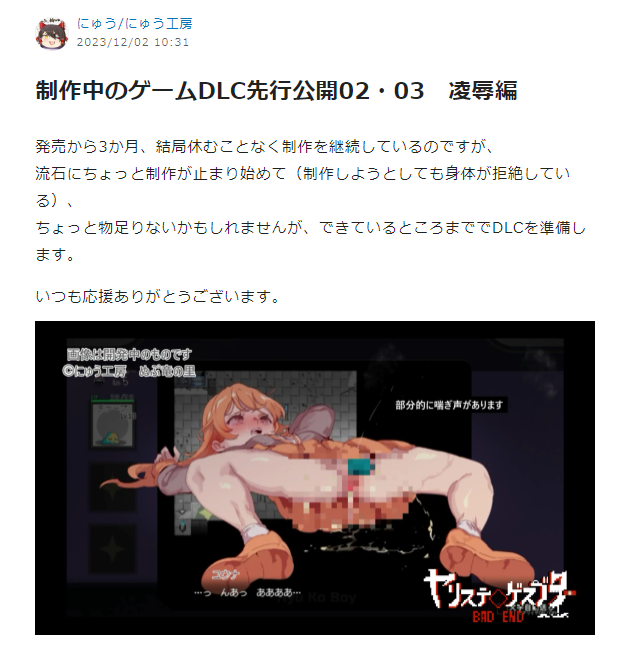 にゅう/にゅう工房
2023/12/02 10:31
制作中のゲームDLC先行公開02・03　凌辱編
発売から3か月、結局休むことなく制作を継続しているのですが、
流石にちょっと制作が止まり始めて（制作しようとしても身体が拒絶してい
る）、
ちょっと物足りないかもしれませんが、できているところまででDLCを準備し
ます。
いつも応援ありがとうございます。
画像は開発中のものです
©にゅう工房　ぬぷ竜の里
部分的に喘ぎ声があります
ユウナ
…っ　んあっ　ああああ…
ヤリステ◇ゲスブタ
BAD END